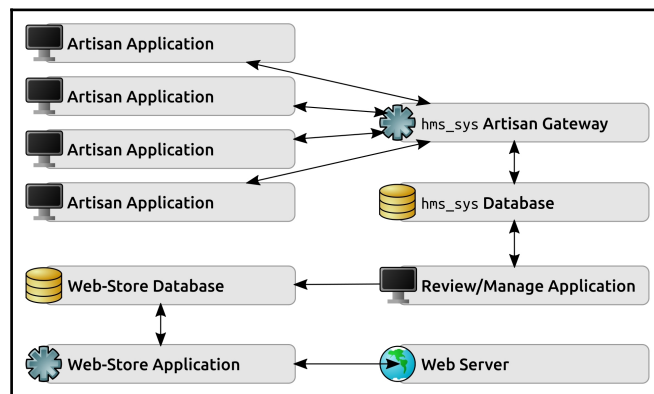 Artisan Application
Artisan Application
hms_sys Artisan Gateway
Artisan Application
Artisan Application
hms_sys Database
Web-Store Database
Review/Manage Application
Web-Store Application
Web Server